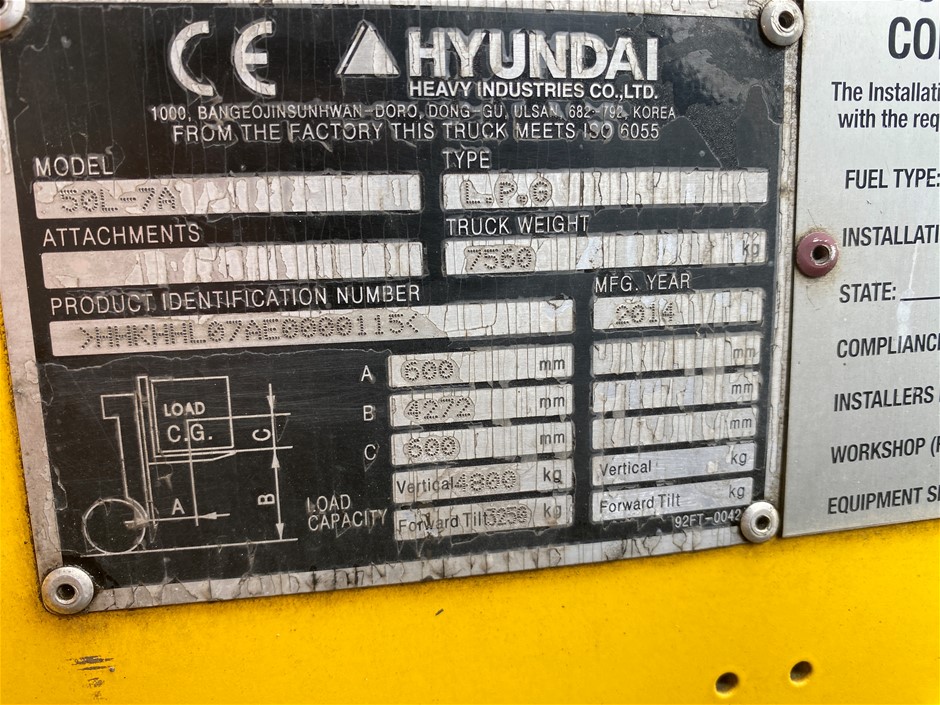 CE HYUNDAI
HEAVY INDUSTRIES CO.,LTD.
1000, BANGEOJINSUNHWAN-DORO, DONG-GU, ULSAN, 682-792, KOREA
FROM THE FACTORY THIS TRUCK MEETS ISO 6055
MODEL
50L-7A
TYPE
L.P.G
ATTACHMENTS
TRUCK WEIGHT
7560 kg
PRODUCT IDENTIFICATION NUMBER
>HHKHHL07AE0000115<
MFG. YEAR
2014
LOAD
C.G.
A
B
C
A 600 mm mm
B 4272 mm mm
C 600 mm mm
LOAD
CAPACITY
Vertical 4800 kg Vertical kg
Forward Tilt 3250 kg Forward Tilt kg
92FT-0042
The Installati
with the req
FUEL TYPE:
INSTALLATI
STATE:
COMPLIANC
INSTALLERS
WORKSHOP
EQUIPMENT